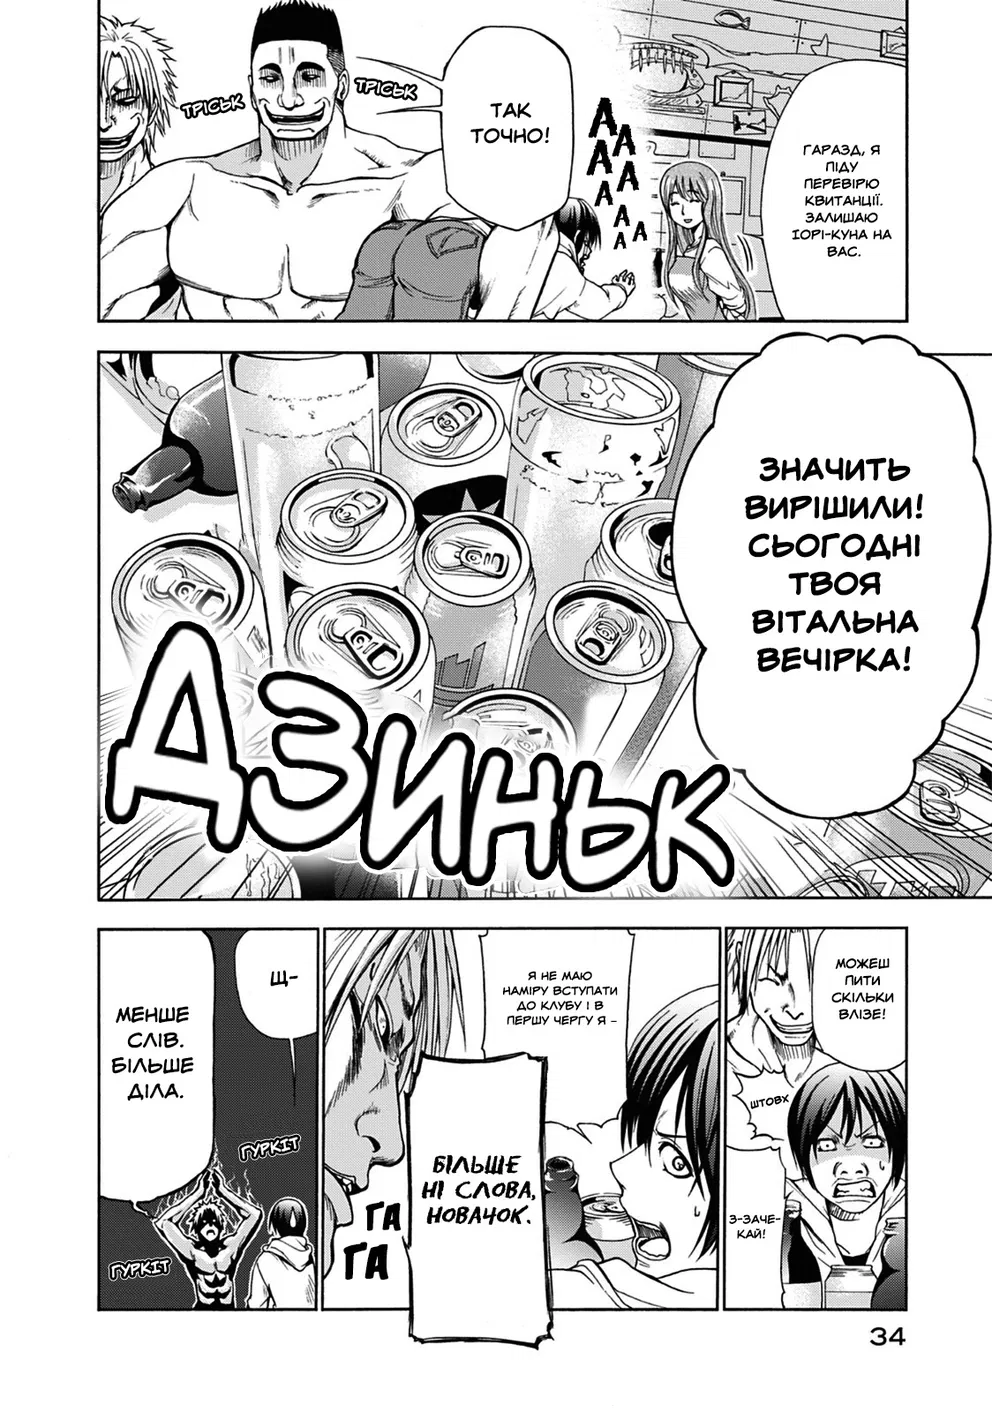 ГАРАЗД, Я
ПІДУ
ПЕРЕВІРЮ
КВИТАНЦІЇ.
ЗАЛИШАЮ
ІОРІ-КУНА НА
ВАС.
АААААААААА
ТАК
ТОЧНО!
ТРІСЬК
ТРІСЬК
ЗНАЧИТЬ
ВИРІШИЛИ!
СЬОГОДНІ
ТВОЯ
ВІТАЛЬНА
ВЕЧІРКА!
ДЗИНЬК
МОЖЕШ
ПИТИ
СКІЛЬКИ
ВЛІЗЕ!
ШТОВХ
З-ЗАЧЕ-
КАЙ!
Я НЕ МАЮ
НАМІРУ ВСТУПАТИ
ДО КЛУБУ І В
ПЕРШУ ЧЕРГУ Я -
БІЛЬШЕ
НІ СЛОВА,
НОВАЧОК.
ГА
ГА
Щ-
МЕНШЕ
СЛІВ.
БІЛЬШЕ
ДІЛА.
ГУРКІТ
ГУРКІТ
34